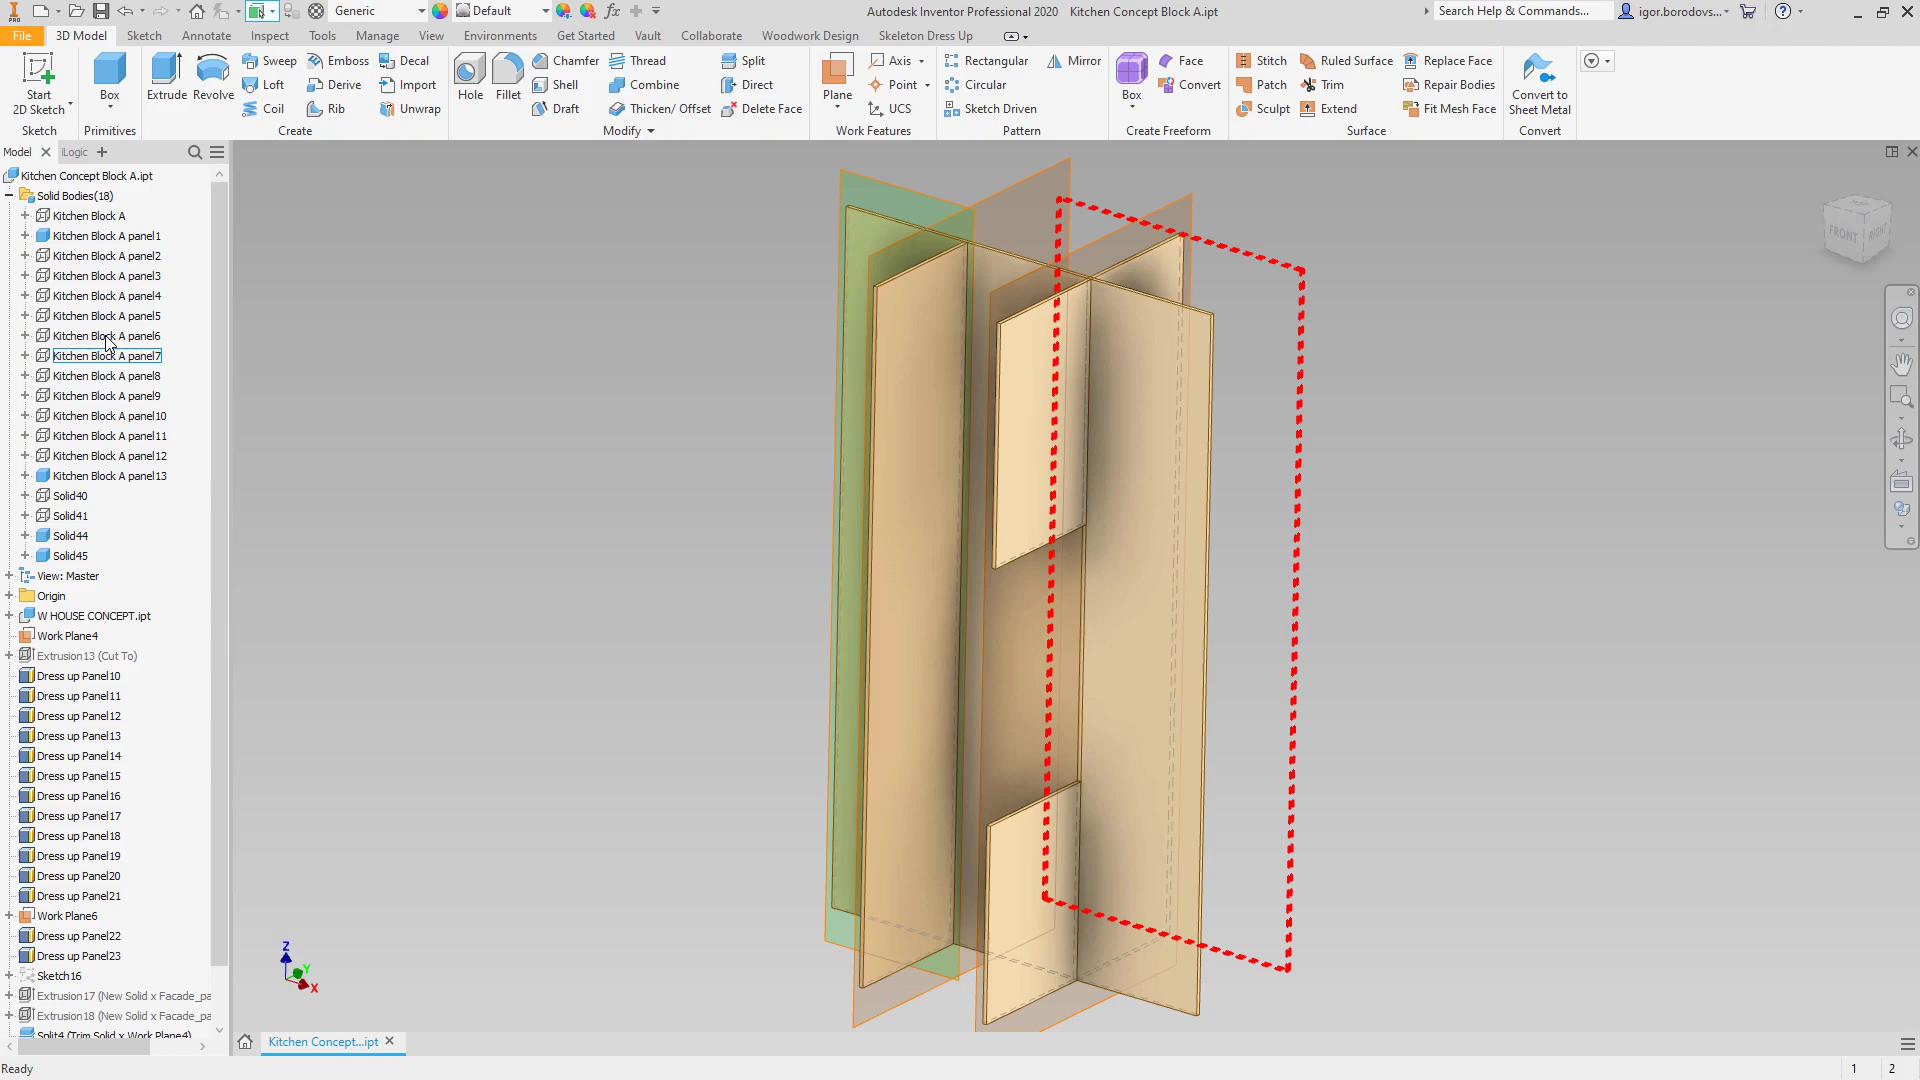 PRO
Generic
Default
fx
Autodesk Inventor Professional 2020 Kitchen Concept Block A.ipt
Search Help & Commands...
igor.borodovs...
File
3D Model
Sketch
Annotate
Inspect
Tools
Manage
View
Environments
Get Started
Vault
Collaborate
Woodwork Design
Skeleton Dress Up
Start
2D Sketch
Sketch
Box
Primitives
Extrude
Revolve
Sweep
Loft
Coil
Emboss
Derive
Rib
Decal
Import
Unwrap
Create
Hole
Fillet
Chamfer
Shell
Draft
Thread
Combine
Thicken/ Offset
Split
Direct
Delete Face
Modify
Plane
Axis
Point
UCS
Work Features
Rectangular
Circular
Sketch Driven
Mirror
Pattern
Box
Face
Convert
Create Freeform
Stitch
Patch
Sculpt
Ruled Surface
Trim
Extend
Replace Face
Repair Bodies
Fit Mesh Face
Surface
Convert to
Sheet Metal
Convert
Model
iLogic
Kitchen Concept Block A.ipt
Solid Bodies(18)
Kitchen Block A
Kitchen Block A panel1
Kitchen Block A panel2
Kitchen Block A panel3
Kitchen Block A panel4
Kitchen Block A panel5
Kitchen Block A panel6
Kitchen Block A panel7
Kitchen Block A panel8
Kitchen Block A panel9
Kitchen Block A panel10
Kitchen Block A panel11
Kitchen Block A panel12
Kitchen Block A panel13
Solid40
Solid41
Solid44
Solid45
View: Master
Origin
W HOUSE CONCEPT.ipt
Work Plane4
Extrusion13 (Cut To)
Dress up Panel10
Dress up Panel11
Dress up Panel12
Dress up Panel13
Dress up Panel14
Dress up Panel15
Dress up Panel16
Dress up Panel17
Dress up Panel18
Dress up Panel19
Dress up Panel20
Dress up Panel21
Work Plane6
Dress up Panel22
Dress up Panel23
Sketch16
Extrusion17 (New Solid x Facade_pa
Extrusion18 (New Solid x Facade_pa
Split4 (Trim Solid x Work Plane4)
TOP
FRONT
RIGHT
Z
Y
X
Kitchen Concept...ipt
Ready
1
2